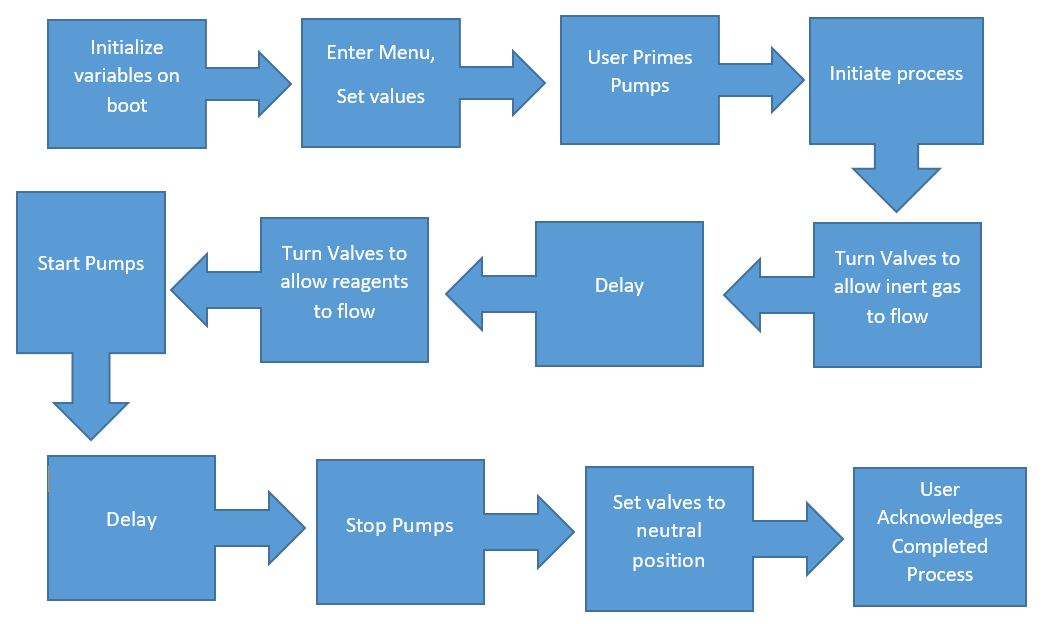 Initialize
variables on
boot
Enter Menu,
Set values
User Primes
Pumps
Initiate process
Turn Valves to
allow inert gas
to flow
Delay
Turn Valves to
allow reagents
to flow
Start Pumps
Delay
Stop Pumps
Set valves to
neutral
position
User
Acknowledges
Completed
Process